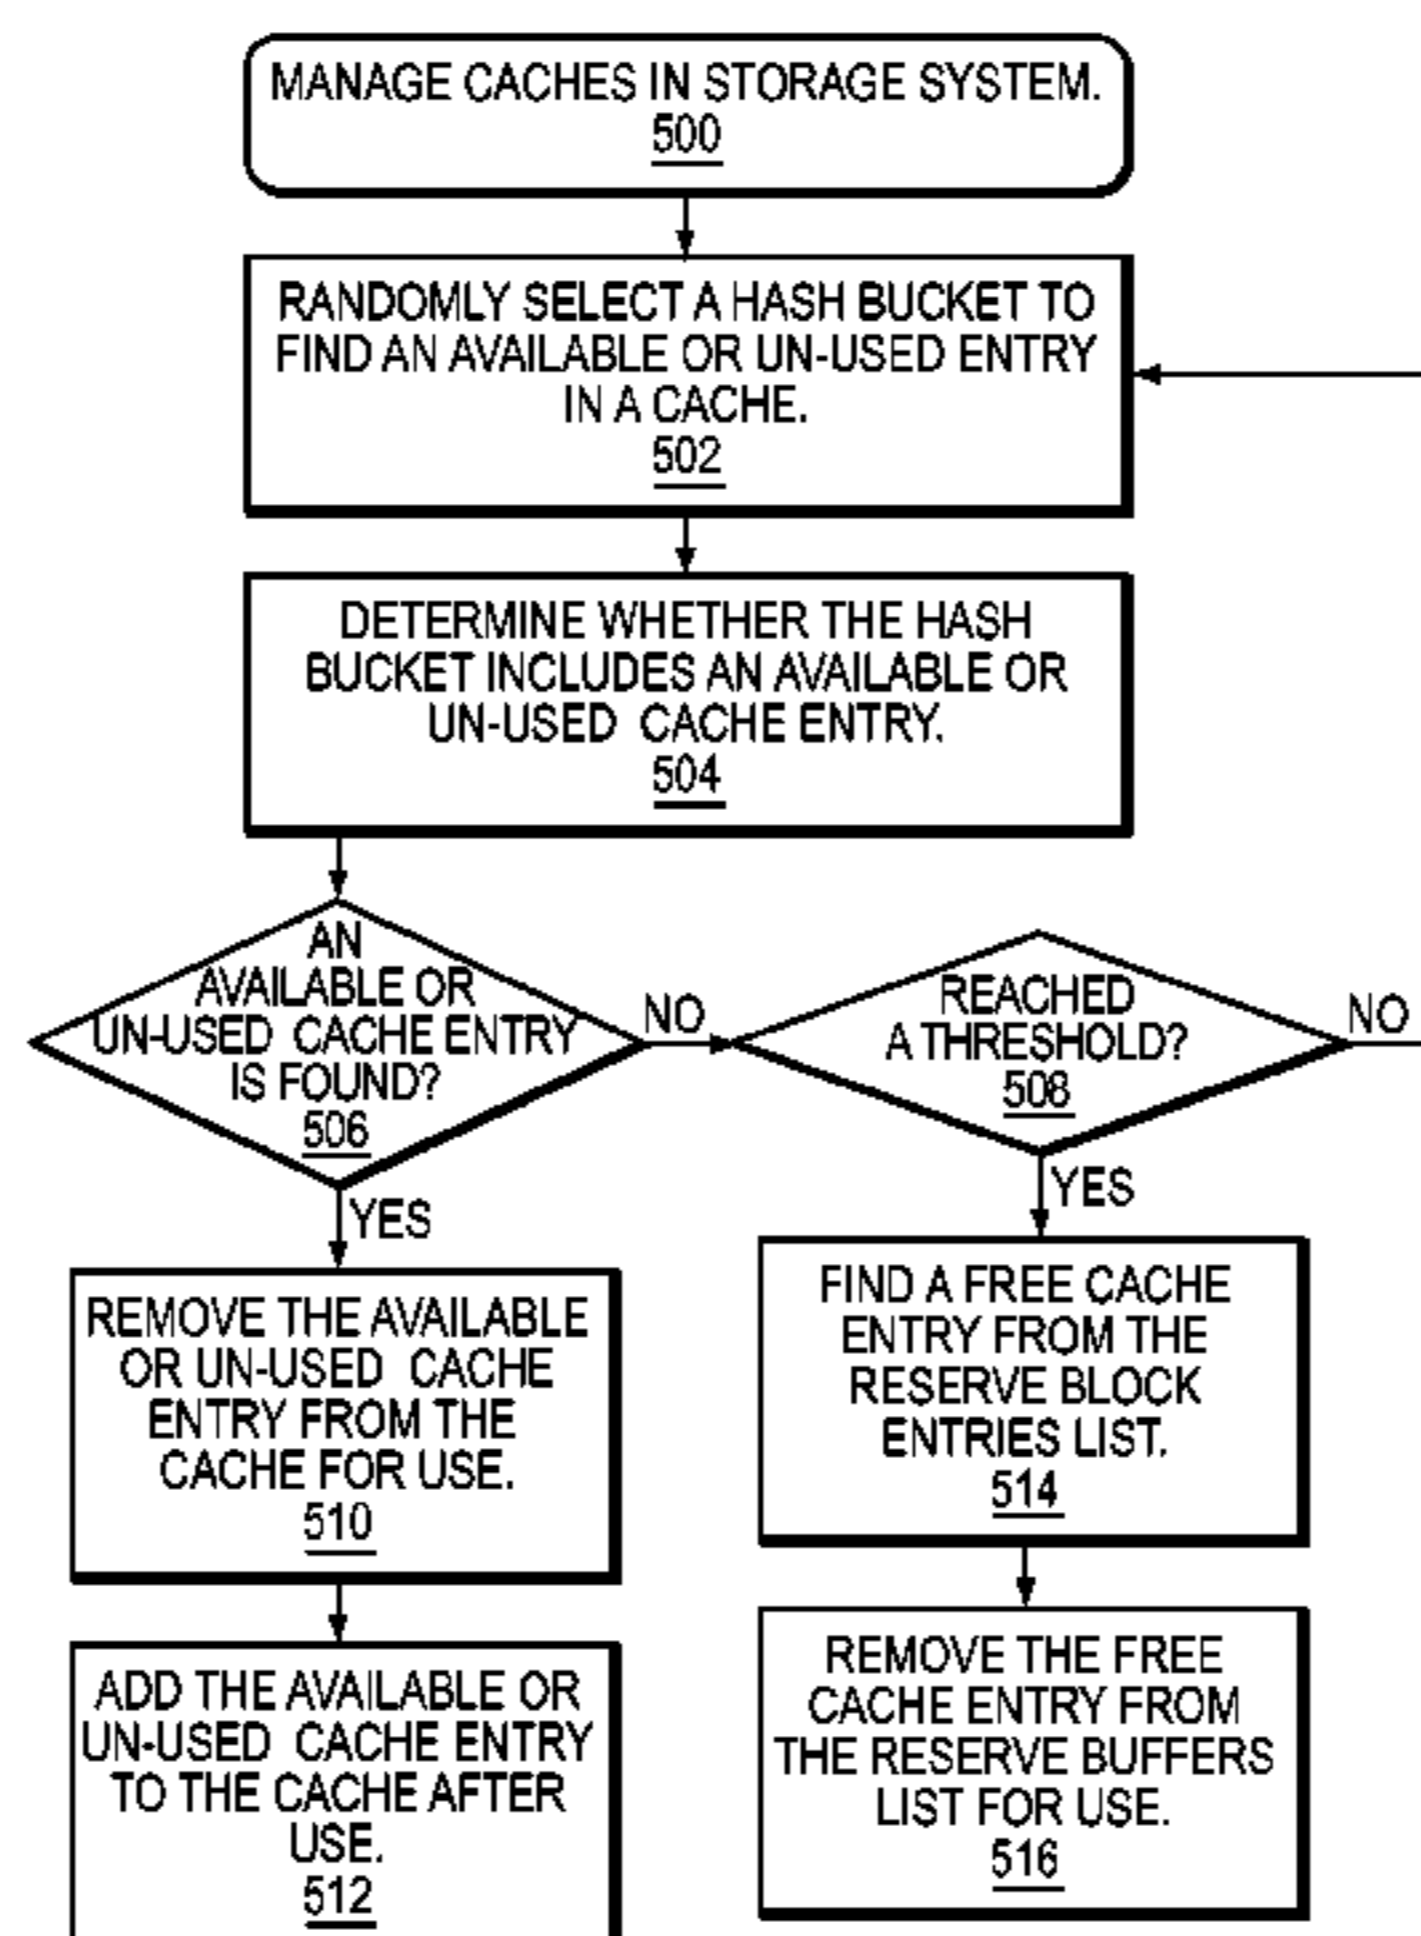 MANAGE CACHES IN STORAGE SYSTEM.
500
RANDOMLY SELECT A HASH BUCKET TO
FIND AN AVAILABLE OR UN-USED ENTRY
IN A CACHE.
502
DETERMINE WHETHER THE HASH
BUCKET INCLUDES AN AVAILABLE OR
UN-USED CACHE ENTRY.
504
AN
AVAILABLE OR
UN-USED CACHE ENTRY
IS FOUND?
506
NO
REACHED
A THRESHOLD?
508
NO
YES
YES
REMOVE THE AVAILABLE
OR UN-USED CACHE
ENTRY FROM THE
CACHE FOR USE.
510
FIND A FREE CACHE
ENTRY FROM THE
RESERVE BLOCK
ENTRIES LIST.
514
ADD THE AVAILABLE OR
UN-USED CACHE ENTRY
TO THE CACHE AFTER
USE.
512
REMOVE THE FREE
CACHE ENTRY FROM
THE RESERVE BUFFERS
LIST FOR USE.
516